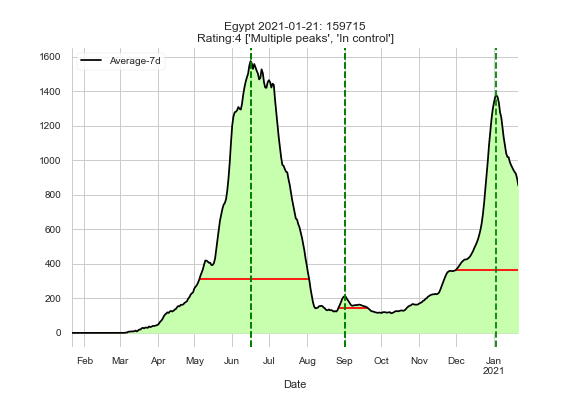 Egypt 2021-01-21: 159715
Rating:4 ['Multiple peaks', 'In control']
Average-7d
1600
1400
1200
1000
800
600
400
200
0
Feb Mar Apr May Jun Jul Aug Sep Oct Nov Dec Jan
2021
Date